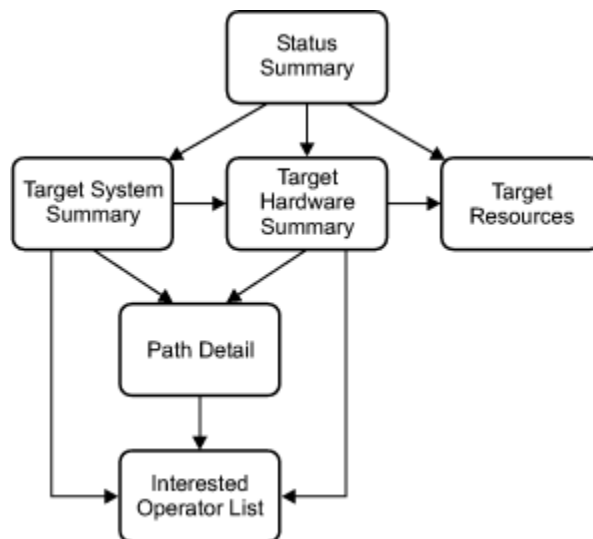 Status
Summary
Target System
Summary
Target
Hardware
Summary
Target
Resources
Path Detail
Interested
Operator List